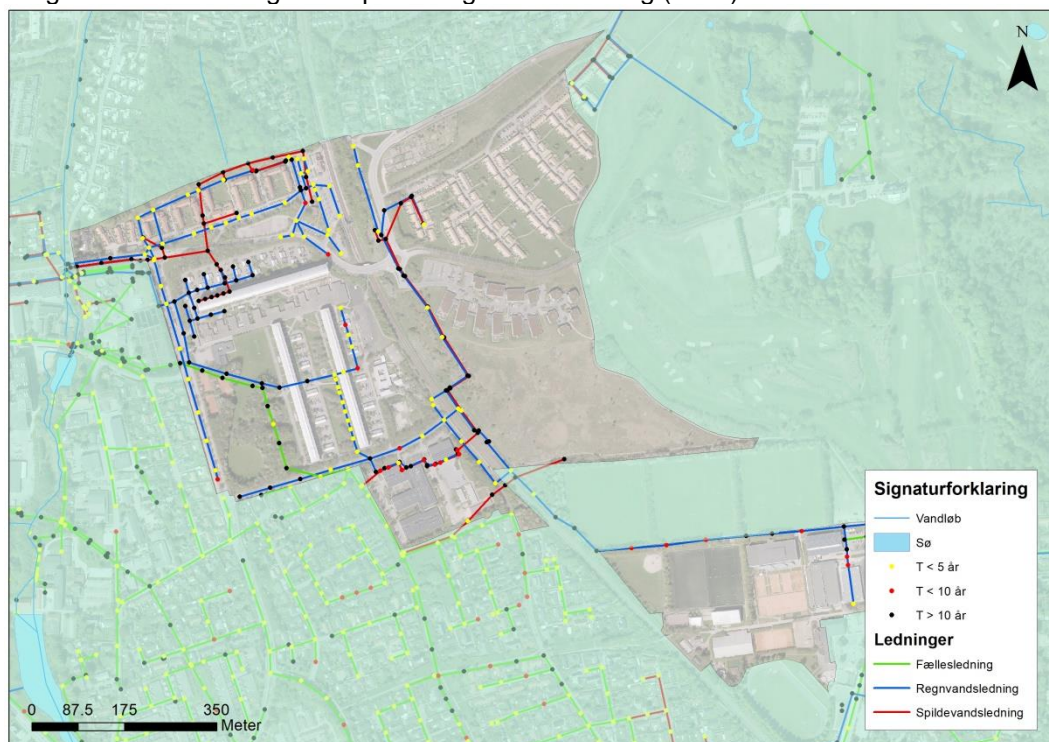 N
Signaturforklaring
Vandløb
Sø
T < 5 år
T < 10 år
T > 10 år
Ledninger
Fællesledning
Regnvandsledning
Spildevandsledning
0 87.5 175 350
Meter